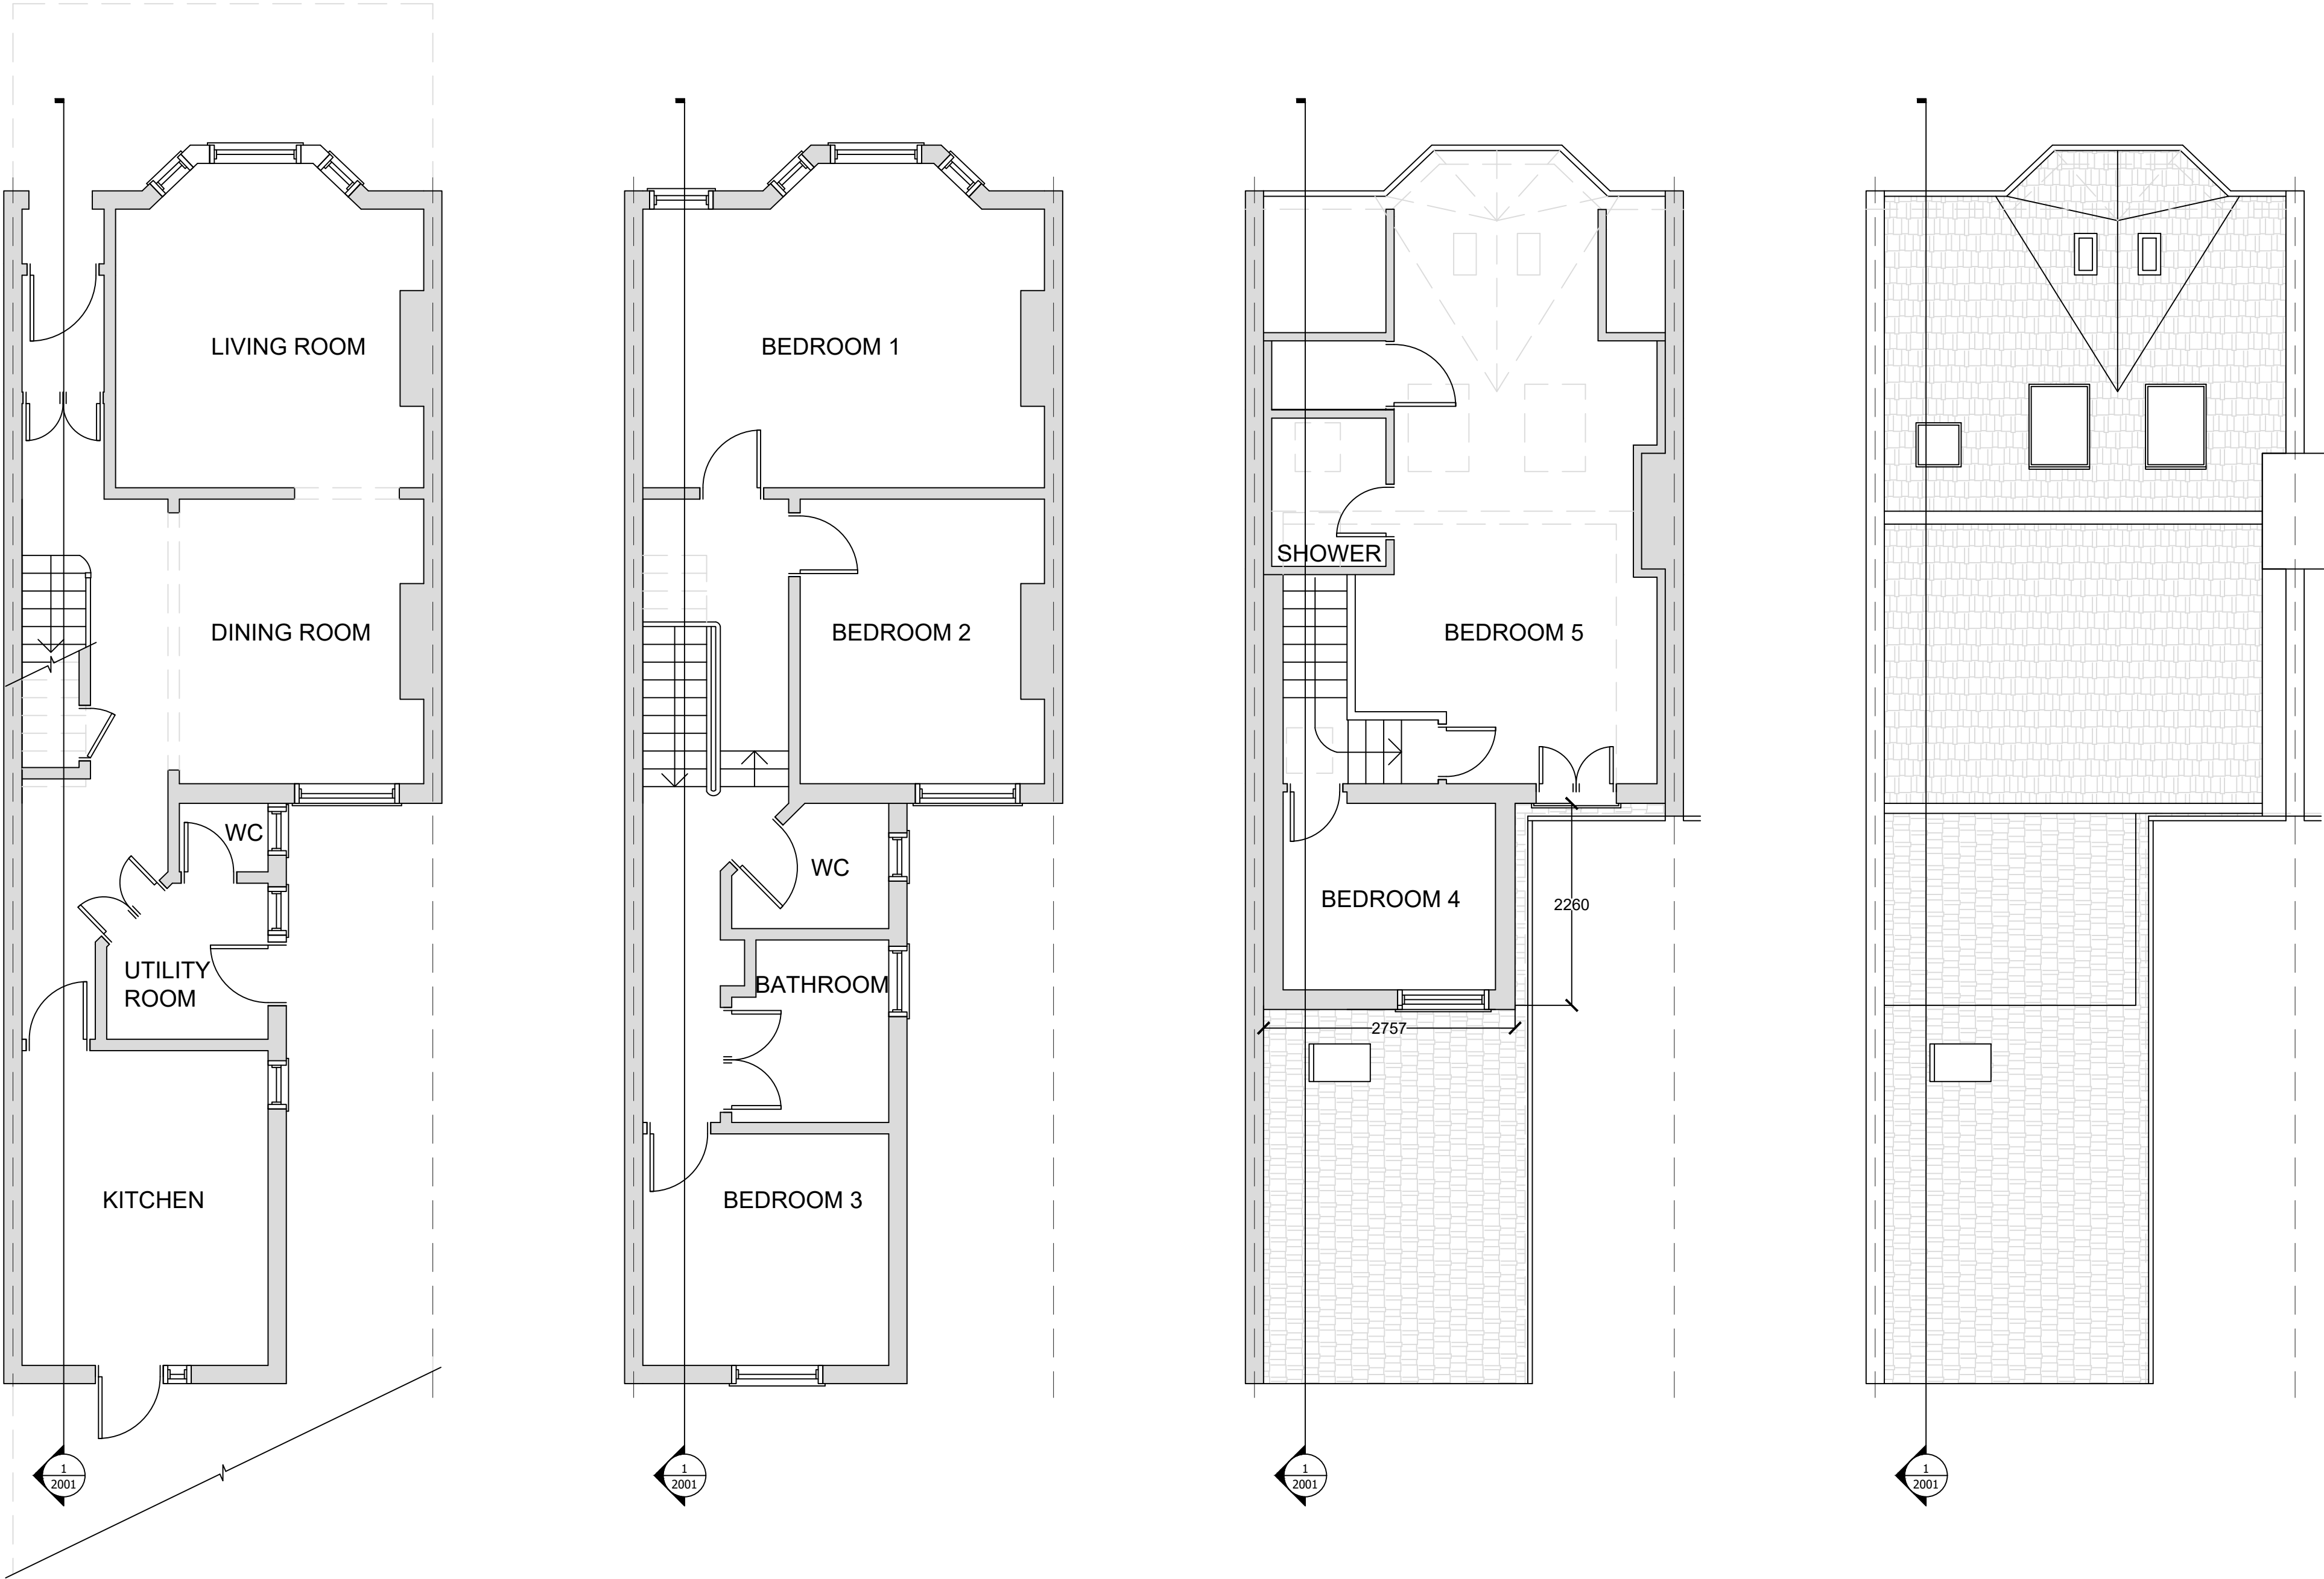 LIVING ROOM
DINING ROOM
WC
UTILITY
ROOM
KITCHEN
1
2001
BEDROOM 1
BEDROOM 2
WC
BATHROOM
BEDROOM 3
1
2001
SHOWER
BEDROOM 5
BEDROOM 4
2260
2757
1
2001
1
2001